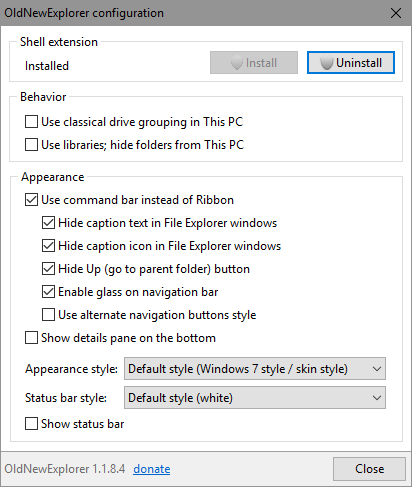 OldNewExplorer configuration
Shell extension
Installed
Install
Uninstall
Behavior
Use classical drive grouping in This PC
Use libraries; hide folders from This PC
Appearance
Use command bar instead of Ribbon
Hide caption text in File Explorer windows
Hide caption icon in File Explorer windows
Hide Up (go to parent folder) button
Enable glass on navigation bar
Use alternate navigation buttons style
Show details pane on the bottom
Appearance style: Default style (Windows 7 style / skin style)
Status bar style: Default style (white)
Show status bar
OldNewExplorer 1.1.8.4 donate
Close